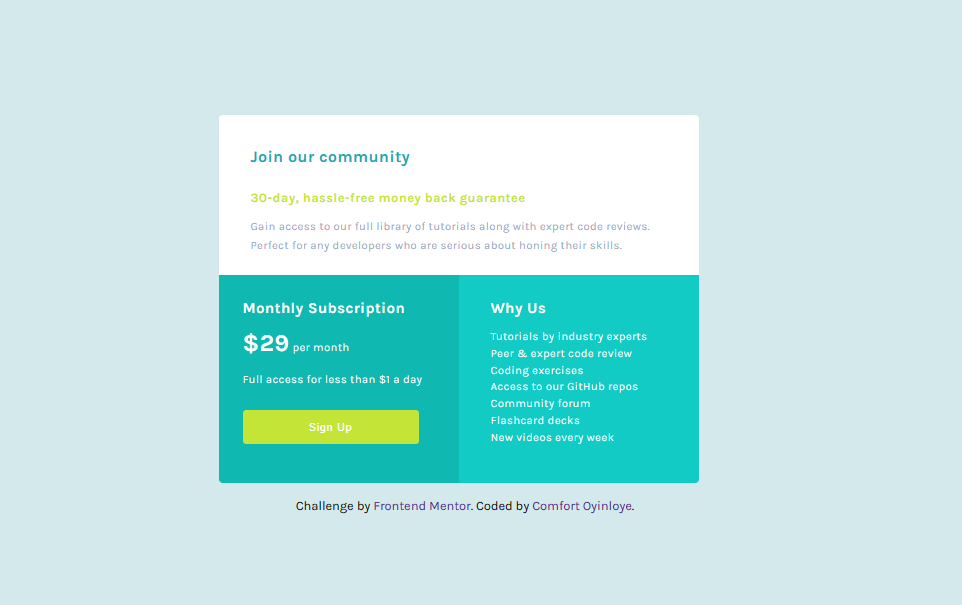 Join our community
30-day, hassle-free money back guarantee
Gain access to our full library of tutorials along with expert code reviews.
Perfect for any developers who are serious about honing their skills.
Monthly Subscription
$29 per month
Full access for less than $1 a day
Sign Up
Why Us
Tutorials by industry experts
Peer & expert code review
Coding exercises
Access to our GitHub repos
Community forum
Flashcard decks
New videos every week
Challenge by Frontend Mentor. Coded by Comfort Oyinloye.